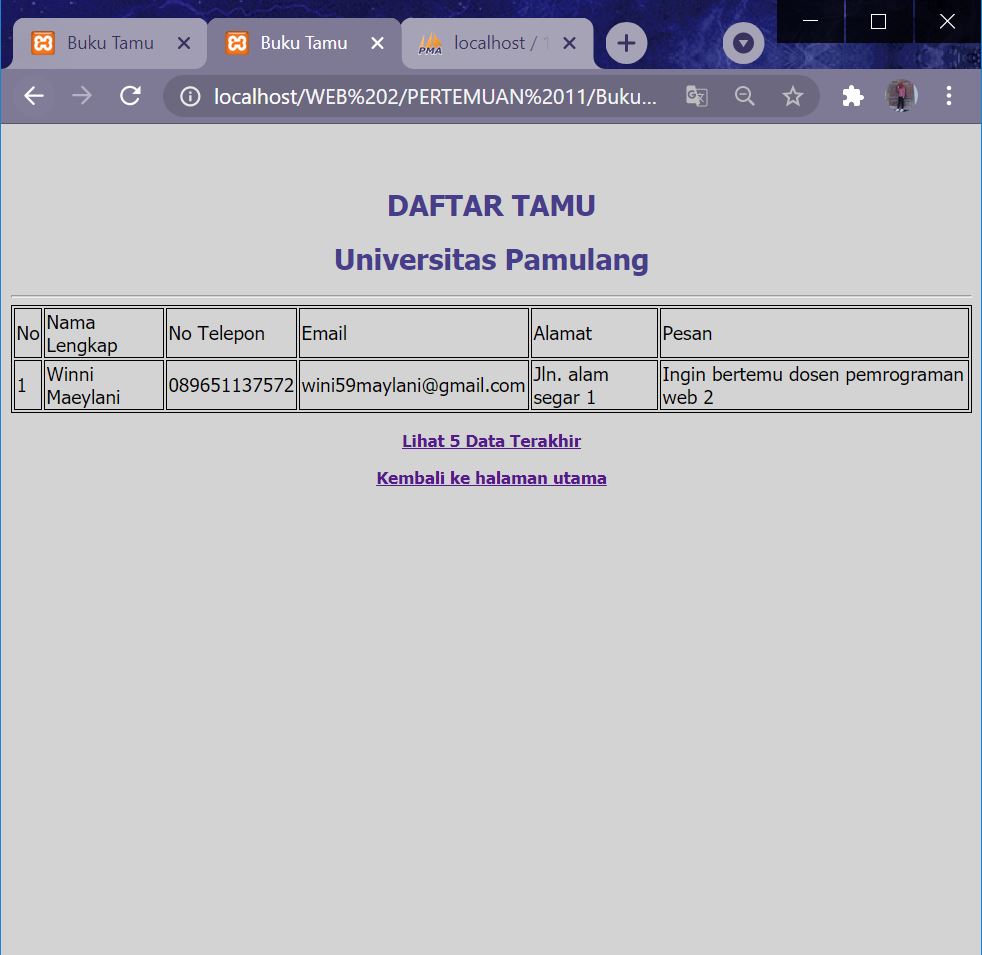 Buku Tamu
Buku Tamu
PMA localhost /
localhost/WEB%202/PERTEMUAN%2011/Buku...
DAFTAR TAMU
Universitas Pamulang
No Nama Lengkap No Telepon Email Alamat Pesan
1 Winni Maeylani 089651137572 wini59maylani@gmail.com Jln. alam segar 1 Ingin bertemu dosen pemrograman web 2
Lihat 5 Data Terakhir
Kembali ke halaman utama